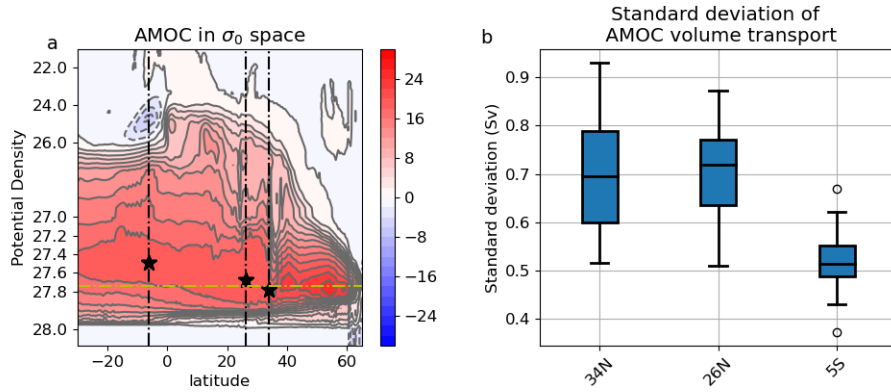 a
AMOC in σ₀ space
22.0
24.0
26.0
27.0
27.2
27.4
27.6
27.8
28.0
Potential Density
−20
0
20
40
60
latitude
24
16
8
0
−8
−16
−24
b
Standard deviation of
AMOC volume transport
0.9
0.8
0.7
0.6
0.5
0.4
Standard deviation (Sv)
34N
26N
5S